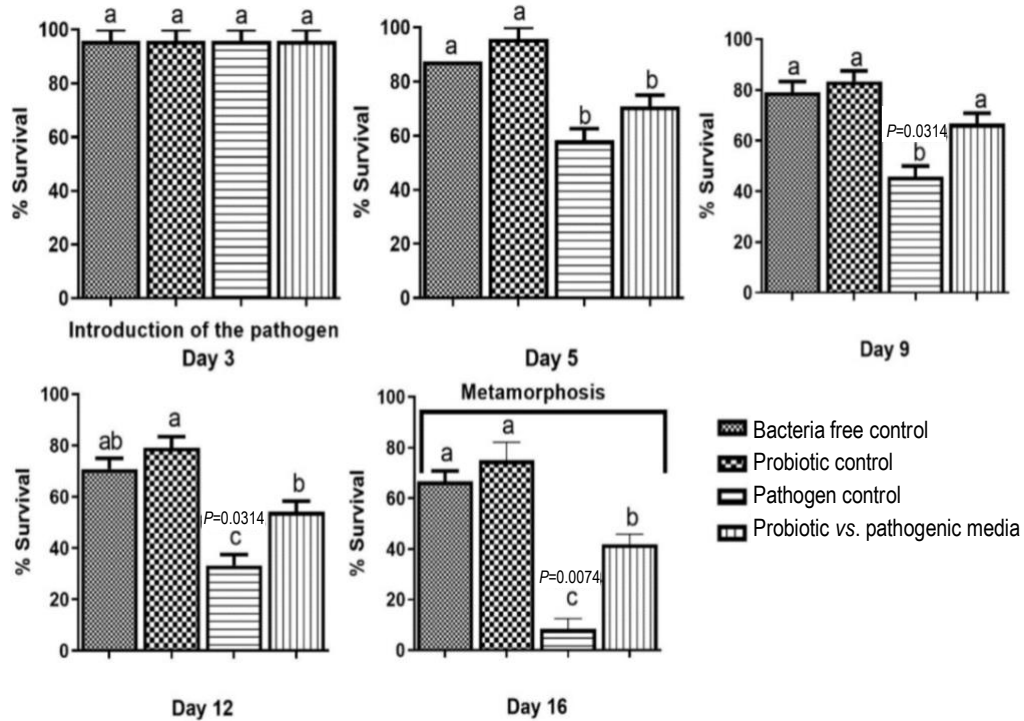 100
80
60
40
20
0
% Survival
a
a
a
a
Introduction of the pathogen
Day 3
100
80
60
40
20
0
% Survival
a
a
b
b
Day 5
100
80
60
40
20
0
% Survival
a
a
P=0.0314
b
a
Day 9
100
80
60
40
20
0
% Survival
ab
a
P=0.0314
c
b
Day 12
Metamorphosis
100
80
60
40
20
0
% Survival
a
a
P=0.0074
c
b
Day 16
Bacteria free control
Probiotic control
Pathogen control
Probiotic vs. pathogenic media